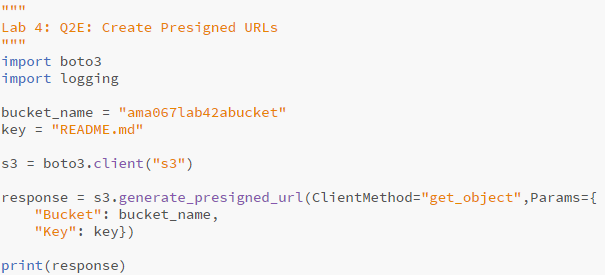 """
Lab 4: Q2E: Create Presigned URLs
"""
import boto3
import logging
bucket_name = "ama067lab42abucket"
key = "README.md"
s3 = boto3.client("s3")
response = s3.generate_presigned_url(ClientMethod="get_object",Params={
    "Bucket": bucket_name,
    "Key": key})
print(response)